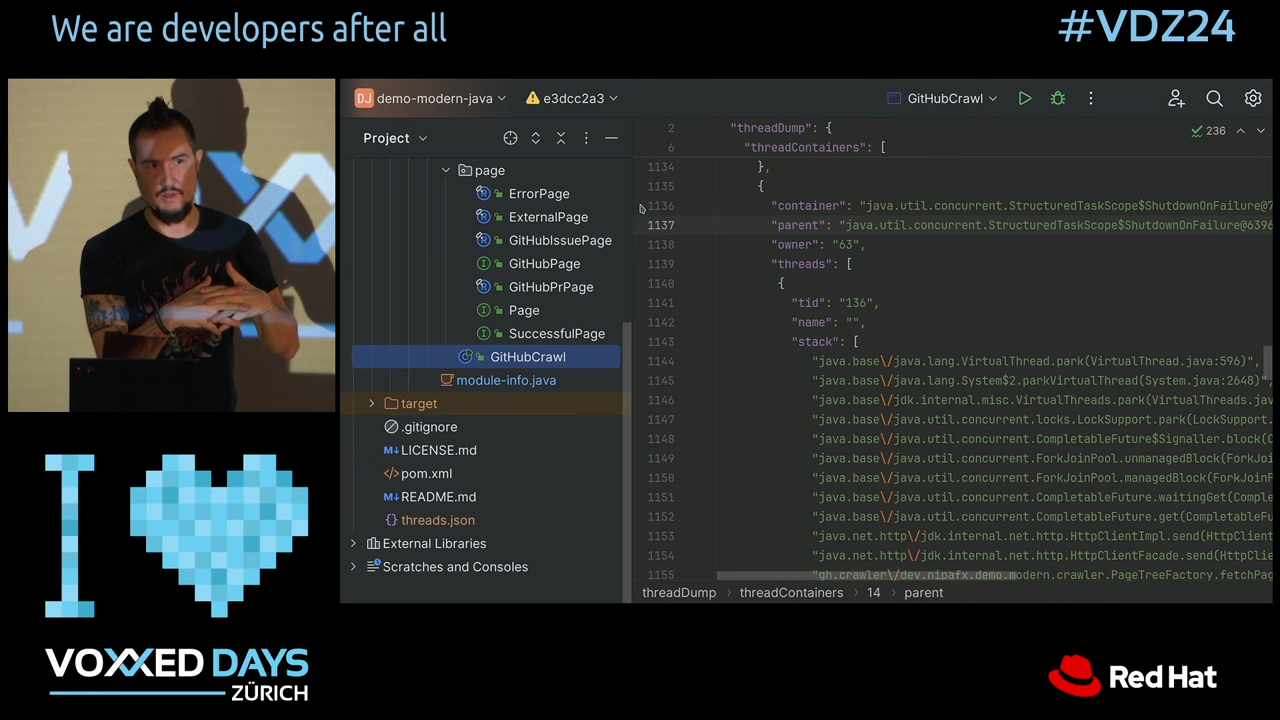 We are developers after all
#VDZ24
DJ demo-modern-java
e3dcc2a3
GitHubCrawl
Project
page
ErrorPage
ExternalPage
GitHubIssuePage
GitHubPage
GitHubPrPage
Page
SuccessfulPage
GitHubCrawl
module-info.java
target
.gitignore
LICENSE.md
pom.xml
README.md
threads.json
External Libraries
Scratches and Consoles
236
2 "threadDump": {
6 "threadContainers": [
1134 },
1135 {
1136 "container": "java.util.concurrent.StructuredTaskScope$ShutdownOnFailure@7
1137 "parent": "java.util.concurrent.StructuredTaskScope$ShutdownOnFailure@6396
1138 "owner": "63",
1139 "threads": [
1140 {
1141 "tid": "136",
1142 "name": "",
1143 "stack": [
1144 "java.base\/java.lang.VirtualThread.park(VirtualThread.java:596)",
1145 "java.base\/java.lang.System$2.parkVirtualThread(System.java:2648)",
1146 "java.base\/jdk.internal.misc.VirtualThreads.park(VirtualThreads.jav
1147 "java.base\/java.util.concurrent.locks.LockSupport.park(LockSupport.
1148 "java.base\/java.util.concurrent.CompletableFuture$Signaller.block(C
1149 "java.base\/java.util.concurrent.ForkJoinPool.unmanagedBlock(ForkJoi
1150 "java.base\/java.util.concurrent.ForkJoinPool.managedBlock(ForkJoinP
1151 "java.base\/java.util.concurrent.CompletableFuture.waitingGet(Comple
1152 "java.base\/java.util.concurrent.CompletableFuture.get(CompletableFu
1153 "java.net.http\/jdk.internal.net.http.HttpClientImpl.send(HttpClient
1154 "java.net.http\/jdk.internal.net.http.HttpClientFacade.send(HttpClie
1155 "gh.crawler\/dev.nipafx.demo.modern.crawler.PageTreeFactory.fetchPag
threadDump > threadContainers > 14 > parent
I
VOXXED DAYS
ZÜRICH
Red Hat